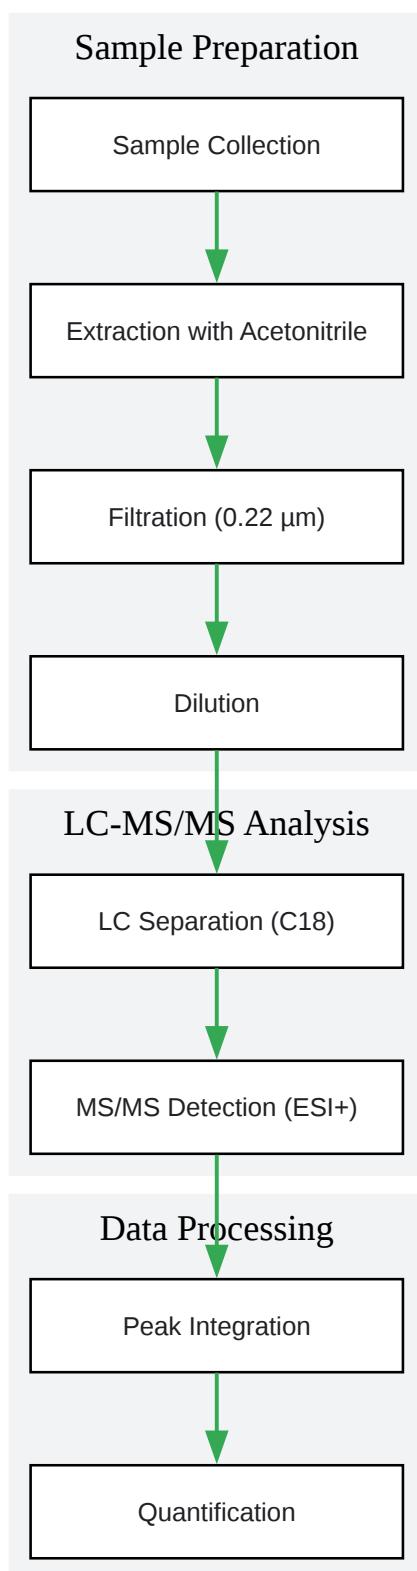 Sample Preparation
Sample Collection
Extraction with Acetonitrile
Filtration (0.22 µm)
Dilution
LC-MS/MS Analysis
LC Separation (C18)
MS/MS Detection (ESI+)
Data Processing
Peak Integration
Quantification